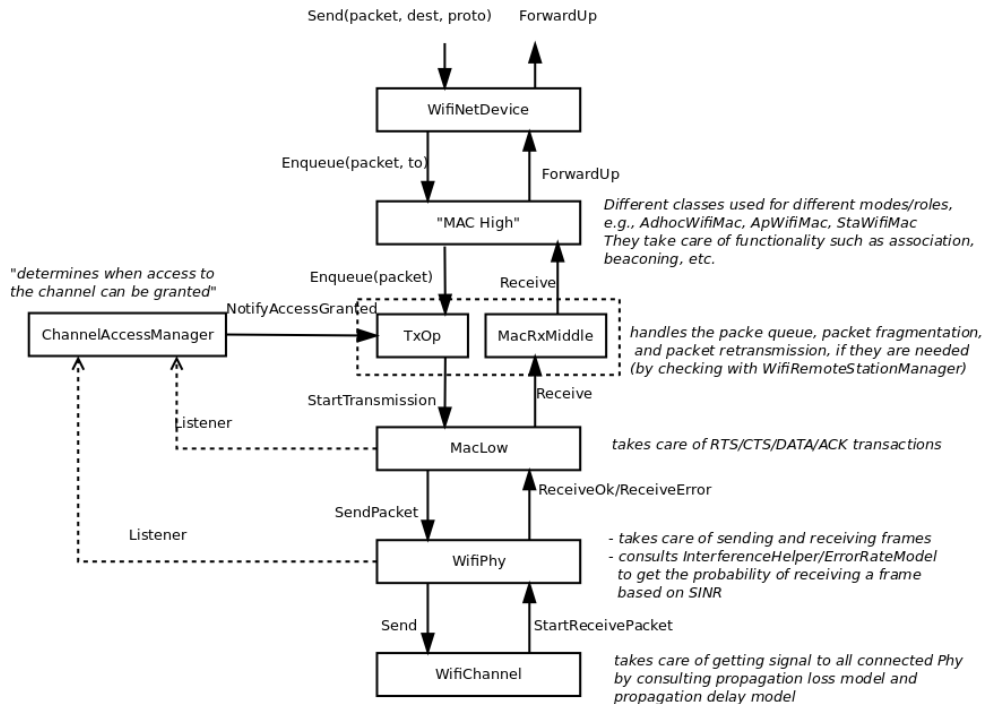 Send(packet, dest, proto)
ForwardUp
WifiNetDevice
Enqueue(packet, to)
ForwardUp
"MAC High"
Different classes used for different modes/roles,
e.g., AdhocWifiMac, ApWifiMac, StaWifiMac
They take care of functionality such as association,
beaconing, etc.
Enqueue(packet)
Receive
"determines when access to
the channel can be granted"
NotifyAccessGranted
ChannelAccessManager
TxOp
MacRxMiddle
handles the packe queue, packet fragmentation,
and packet retransmission, if they are needed
(by checking with WifiRemoteStationManager)
StartTransmission
Receive
Listener
MacLow
takes care of RTS/CTS/DATA/ACK transactions
ReceiveOk/ReceiveError
SendPacket
Listener
WifiPhy
- takes care of sending and receiving frames
- consults InterferenceHelper/ErrorRateModel
to get the probability of receiving a frame
based on SINR
Send
StartReceivePacket
WifiChannel
takes care of getting signal to all connected Phy
by consulting propagation loss model and
propagation delay model